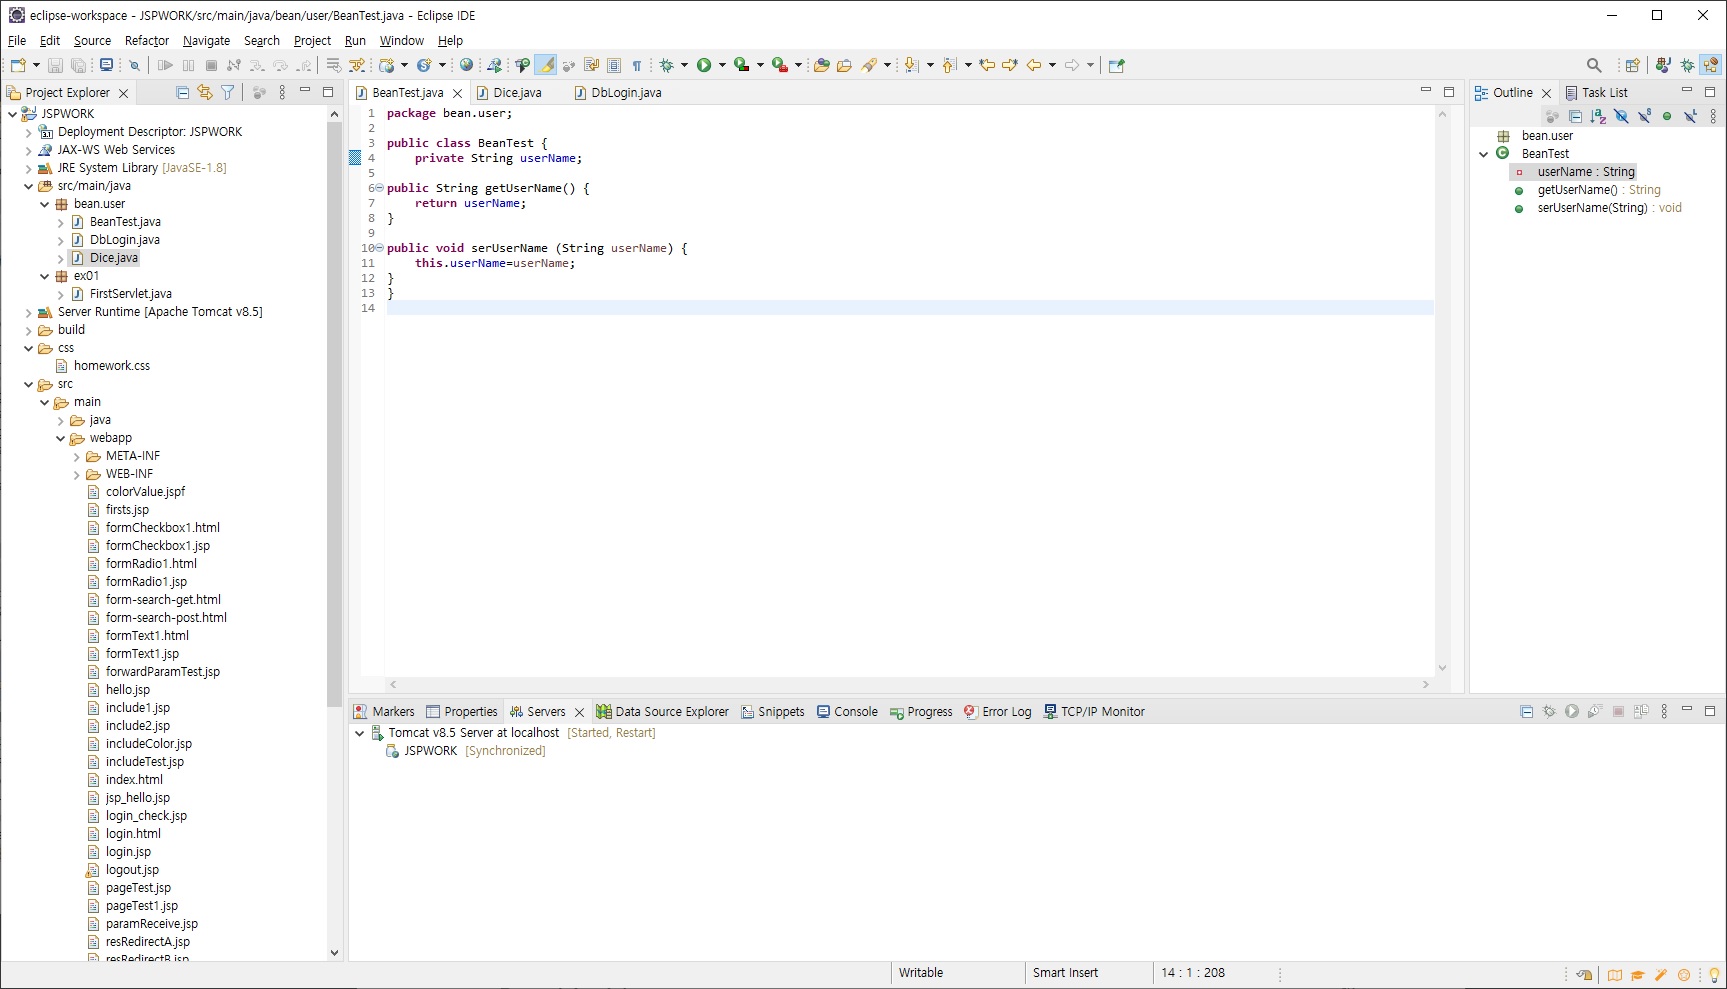 eclipse-workspace - JSPWORK/src/main/java/bean/user/BeanTest.java - Eclipse IDE
File Edit Source Refactor Navigate Search Project Run Window Help
Project Explorer
JSPWORK
Deployment Descriptor: JSPWORK
JAX-WS Web Services
JRE System Library [JavaSE-1.8]
src/main/java
bean.user
BeanTest.java
DbLogin.java
Dice.java
ex01
FirstServlet.java
Server Runtime [Apache Tomcat v8.5]
build
css
homework.css
src
main
java
webapp
META-INF
WEB-INF
colorValue.jspf
firsts.jsp
formCheckbox1.html
formCheckbox1.jsp
formRadio1.html
formRadio1.jsp
form-search-get.html
form-search-post.html
formText1.html
formText1.jsp
forwardParamTest.jsp
hello.jsp
include1.jsp
include2.jsp
includeColor.jsp
includeTest.jsp
index.html
jsp_hello.jsp
login_check.jsp
login.html
login.jsp
logout.jsp
pageTest.jsp
pageTest1.jsp
paramReceive.jsp
resRedirectA.jsp
resRedirectB.jsp
BeanTest.java Dice.java DbLogin.java
1 package bean.user;
2
3 public class BeanTest {
4 private String userName;
5
6 public String getUserName() {
7 return userName;
8 }
9
10 public void serUserName (String userName) {
11 this.userName=userName;
12 }
13 }
14
Outline Task List
bean.user
BeanTest
userName : String
getUserName() : String
serUserName(String) : void
Markers Properties Servers Data Source Explorer Snippets Console Progress Error Log TCP/IP Monitor
Tomcat v8.5 Server at localhost [Started, Restart]
JSPWORK [Synchronized]
Writable Smart Insert 14 : 1 : 208